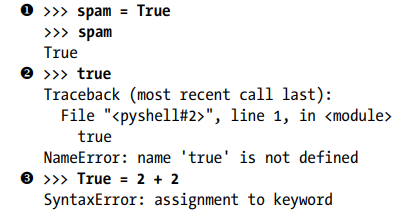 ❶ >>> spam = True
>>> spam
True
❷ >>> true
Traceback (most recent call last):
  File "<pyshell#2>", line 1, in <module>
    true
NameError: name 'true' is not defined
❸ >>> True = 2 + 2
SyntaxError: assignment to keyword